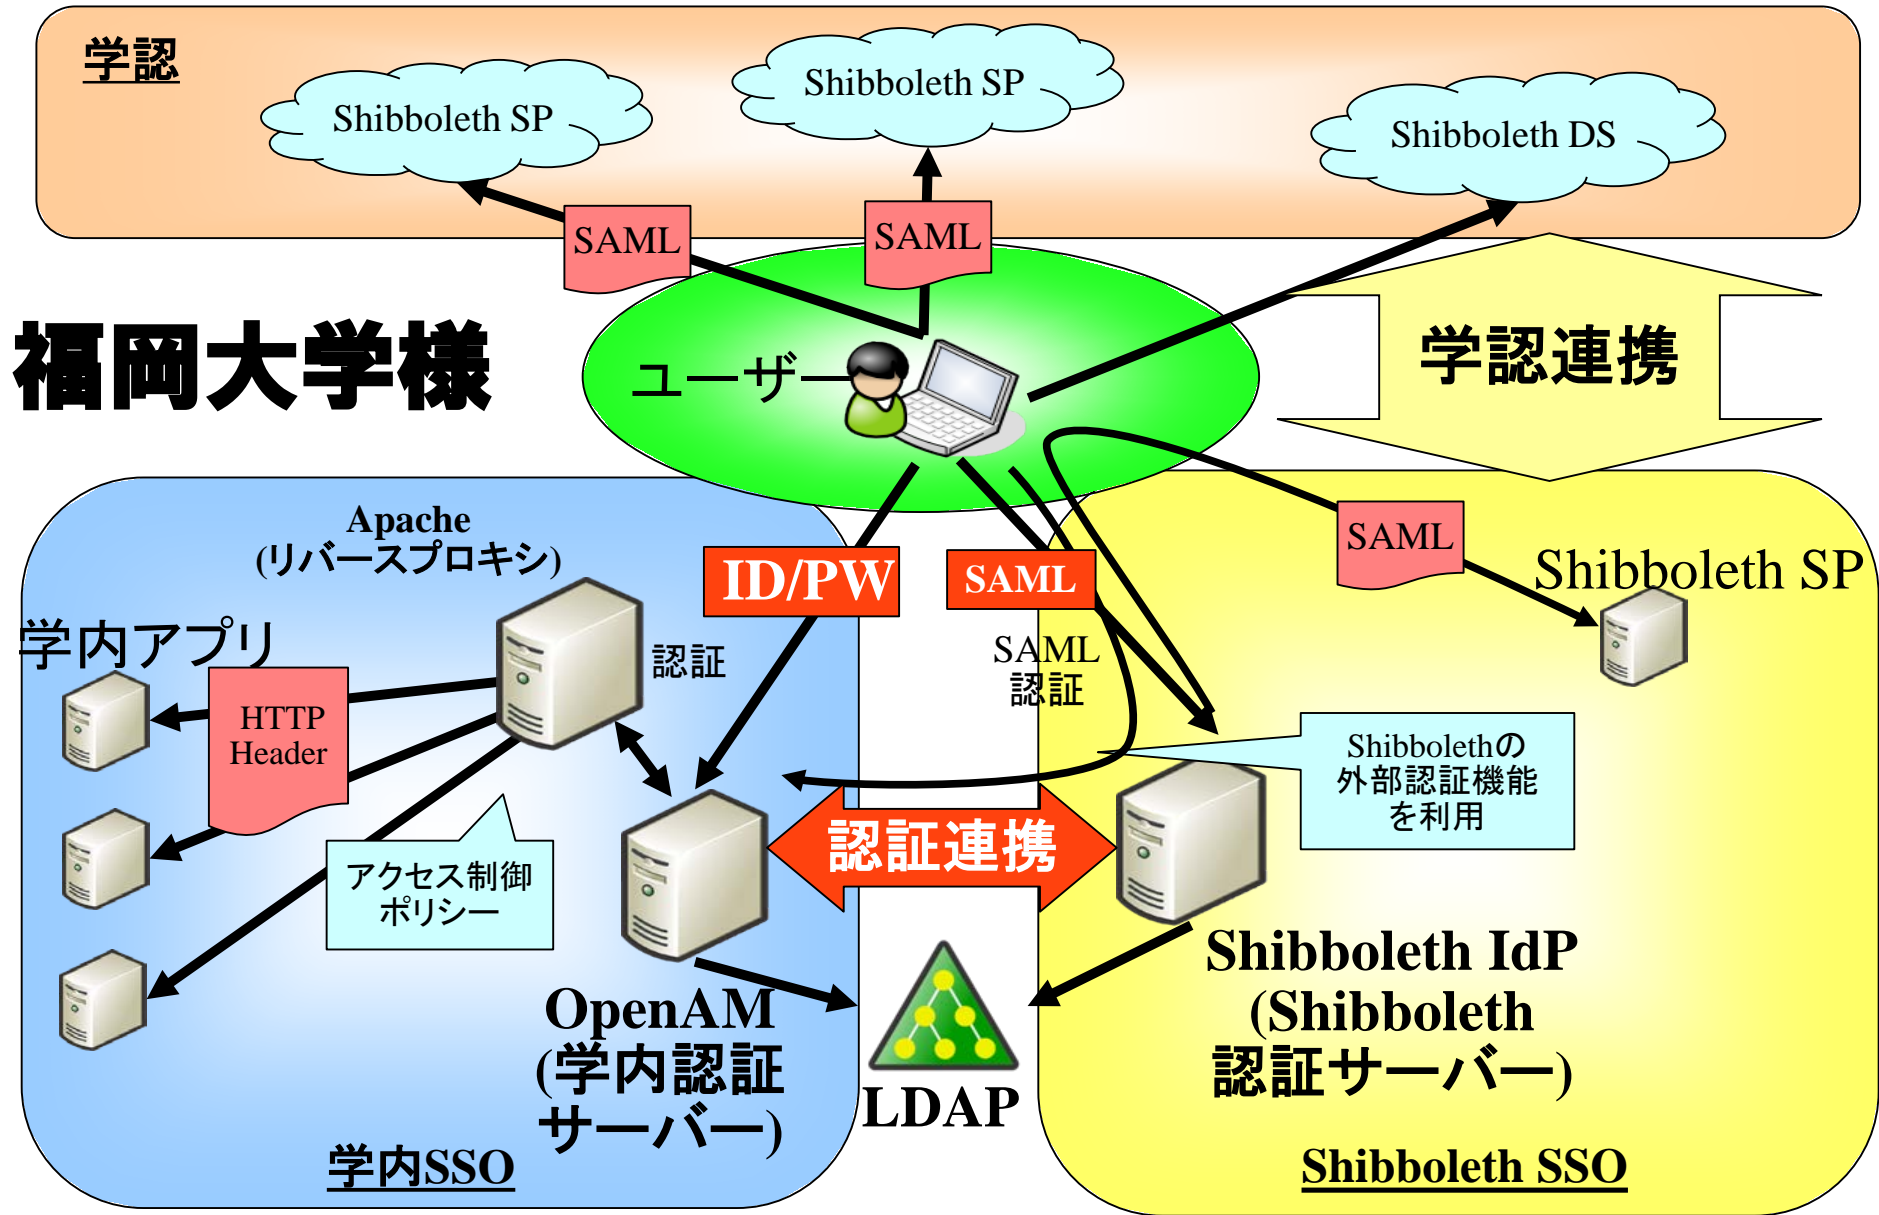 学認
Shibboleth SP
Shibboleth SP
Shibboleth DS
SAML
SAML
福岡大学様
ユーザー
学認連携
Apache
(リバースプロキシ)
ID/PW
SAML
SAML
Shibboleth SP
学内アプリ
認証
SAML
認証
HTTP
Header
Shibbolethの
外部認証機能
を利用
アクセス制御
ポリシー
認証連携
OpenAM
(学内認証
サーバー)
LDAP
Shibboleth IdP
(Shibboleth
認証サーバー)
学内SSO
Shibboleth SSO